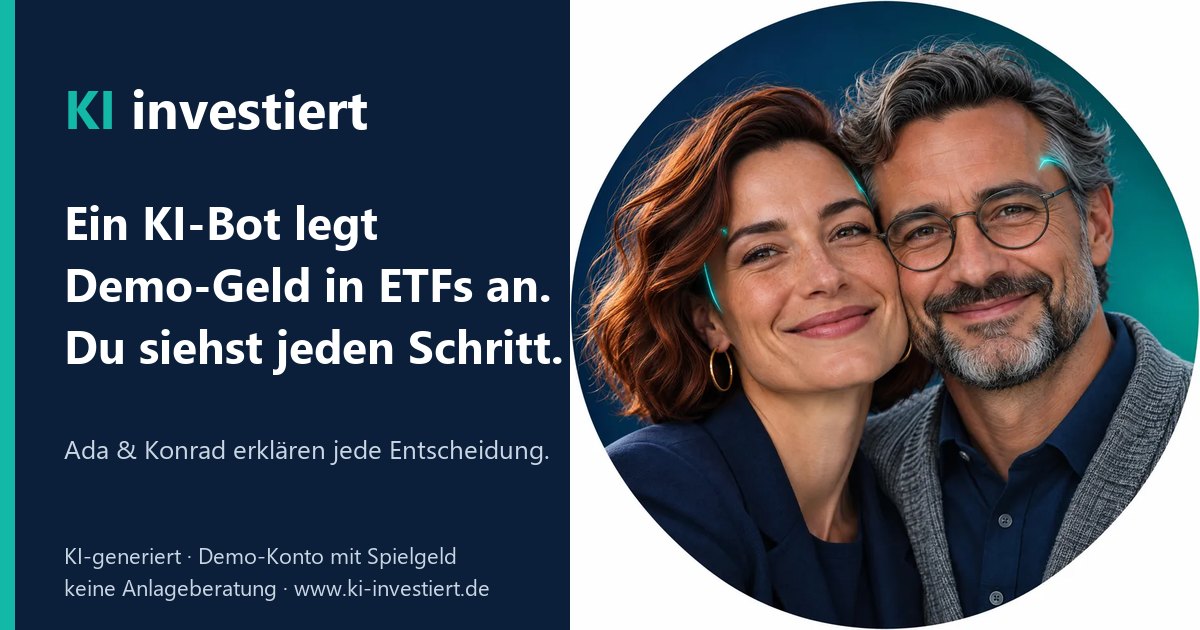 KI investiert
Ein KI-Bot legt
Demo-Geld in ETFs an.
Du siehst jeden Schritt.
Ada & Konrad erklären jede Entscheidung.
KI-generiert · Demo-Konto mit Spielgeld
keine Anlageberatung · www.ki-investiert.de